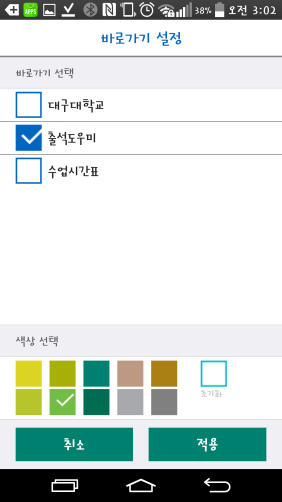 APPS 38% 오전 3:02
바로가기 설정
바로가기 선택
대구대학교
출석도우미
수업시간표
색상 선택
초기화
취소 적용